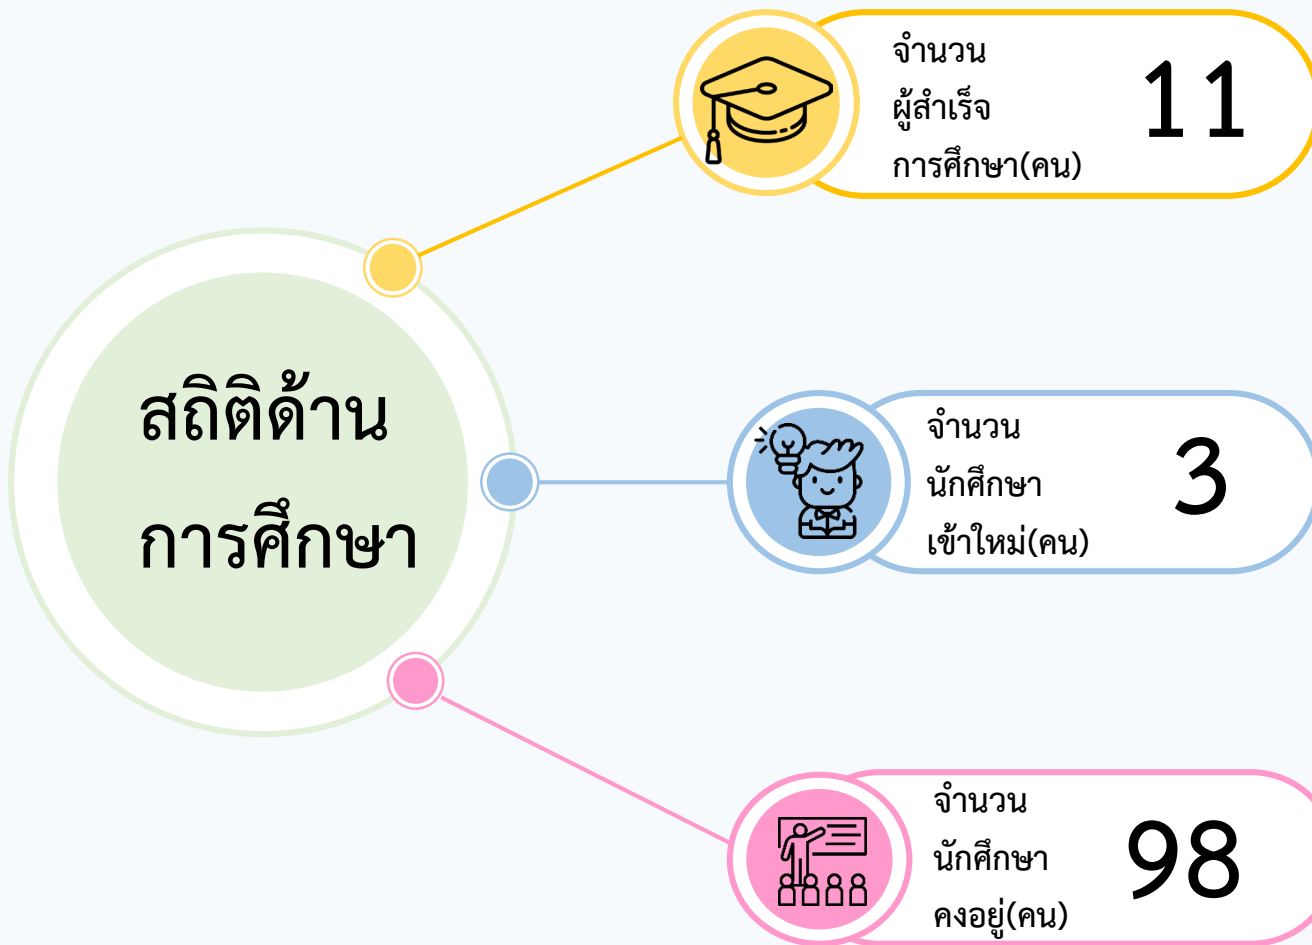 สถิติด้าน
การศึกษา
จำนวน
ผู้สำเร็จ
การศึกษา(คน)
11
จำนวน
นักศึกษา
เข้าใหม่(คน)
3
จำนวน
นักศึกษา
คงอยู่(คน)
98